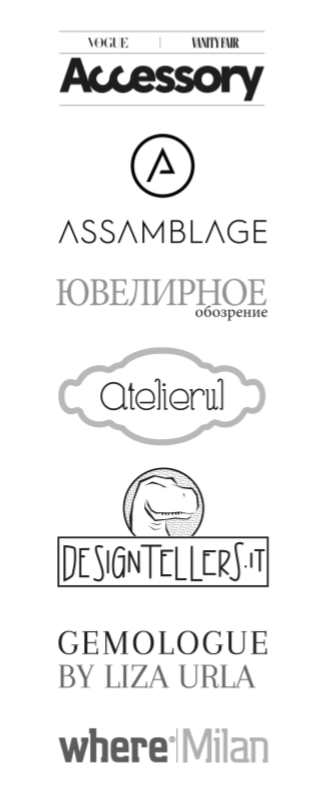 VOGUE | VANITY FAIR
Accessory
A
ASSAMBLAGE
ЮВЕЛИРНОЕ
обозрение
atelierul
DESIGNTELLERS.IT
GEMOLOGUE
BY LIZA URLA
where® Milan